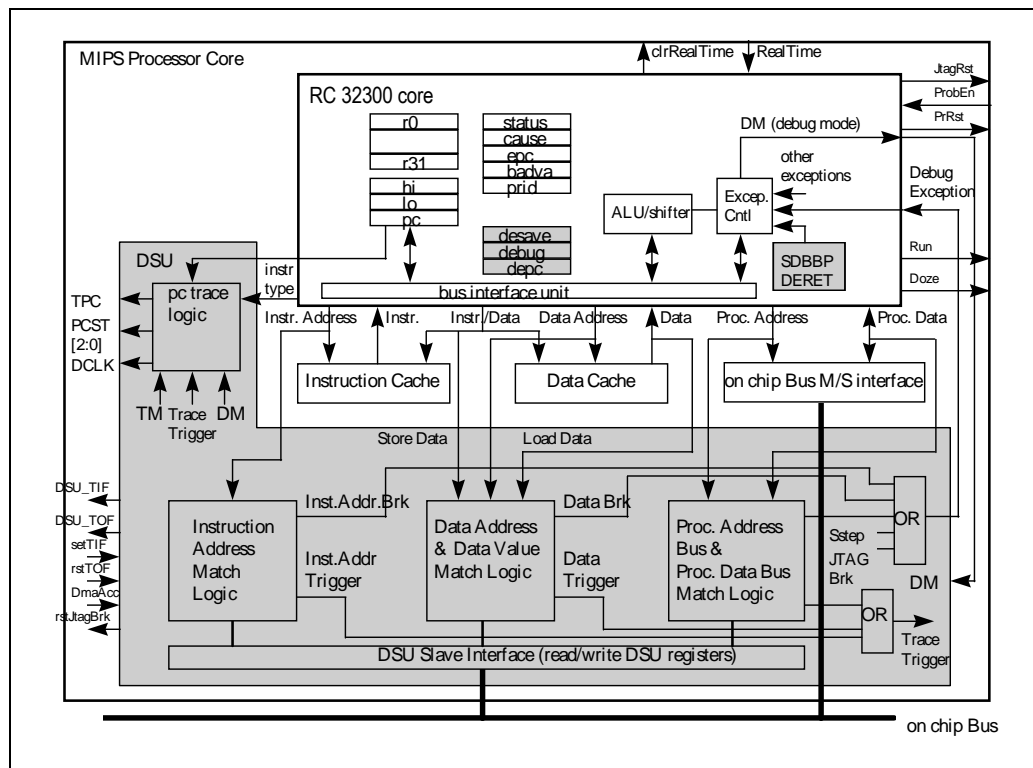 MIPS Processor Core
clrRealTime
RealTime
JtagRst
ProbEn
PrRst
RC 32300 core
r0
r31
hi
lo
pc
status
cause
epc
badva
prid
DM (debug mode)
other
exceptions
Debug
Exception
ALU/shifter
Excep.
Cntl
desave
debug
depc
SDBBP
DERET
Run
Doze
DSU
instr
type
pc trace
logic
bus interface unit
TPC
PCST
[2:0]
DCLK
Instr. Address
Instr.
Instr./Data
Data Address
Data
Proc. Address
Proc. Data
Instruction Cache
Data Cache
on chip Bus M/S interface
TM
Trace
Trigger
DM
Store Data
Load Data
DSU_TIF
DSU_TOF
setTIF
rstTOF
DmaAcc
rstJtagBrk
Instruction
Address
Match
Logic
Inst.Addr.Brk
Inst.Addr
Trigger
Data Address
& Data Value
Match Logic
Data Brk
Data
Trigger
Proc. Address
Bus &
Proc. Data Bus
Match Logic
OR
Sstep
JTAG
Brk
DM
OR
Trace
Trigger
DSU Slave Interface (read/write DSU registers)
on chip Bus